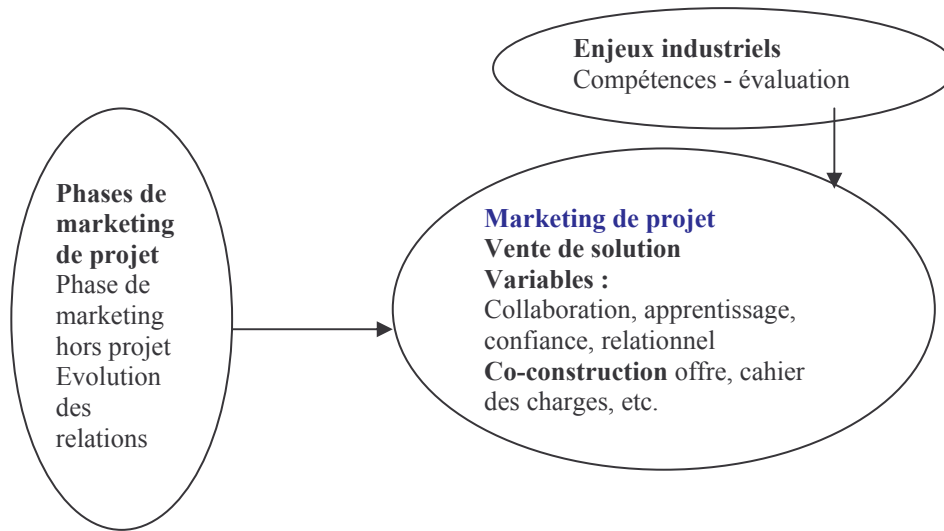 Enjeux industriels
Compétences - évaluation
Phases de
marketing
de projet
Phase de
marketing
hors projet
Evolution
des
relations
Marketing de projet
Vente de solution
Variables :
Collaboration, apprentissage,
confiance, relationnel
Co-construction offre, cahier
des charges, etc.